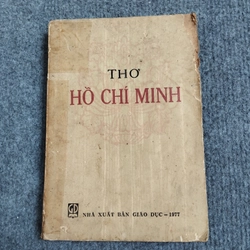 THƠ
HỒ CHÍ MINH
NHÀ XUẤT BẢN GIÁO DỤC – 1977